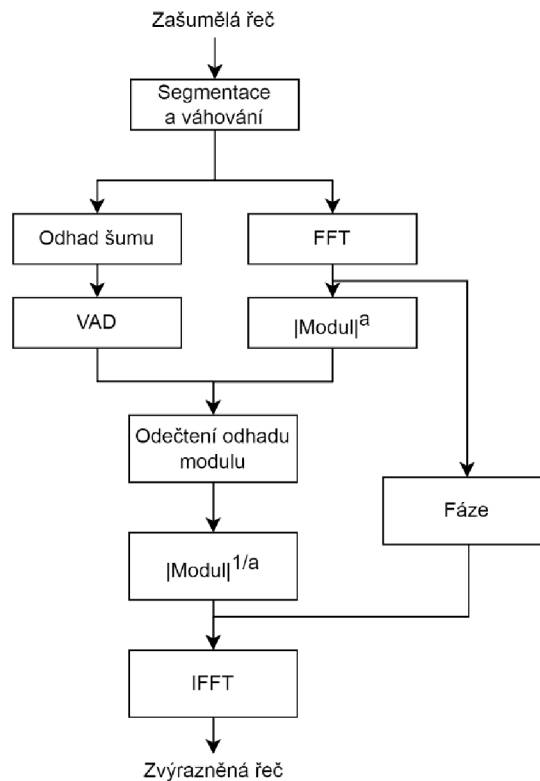 Zašumělá řeč
Segmentace
a váhování
Odhad šumu
FFT
VAD
|Modul|^a
Odečtení odhadu
modulu
Fáze
|Modul|^1/a
IFFT
Zvýrazněná řeč